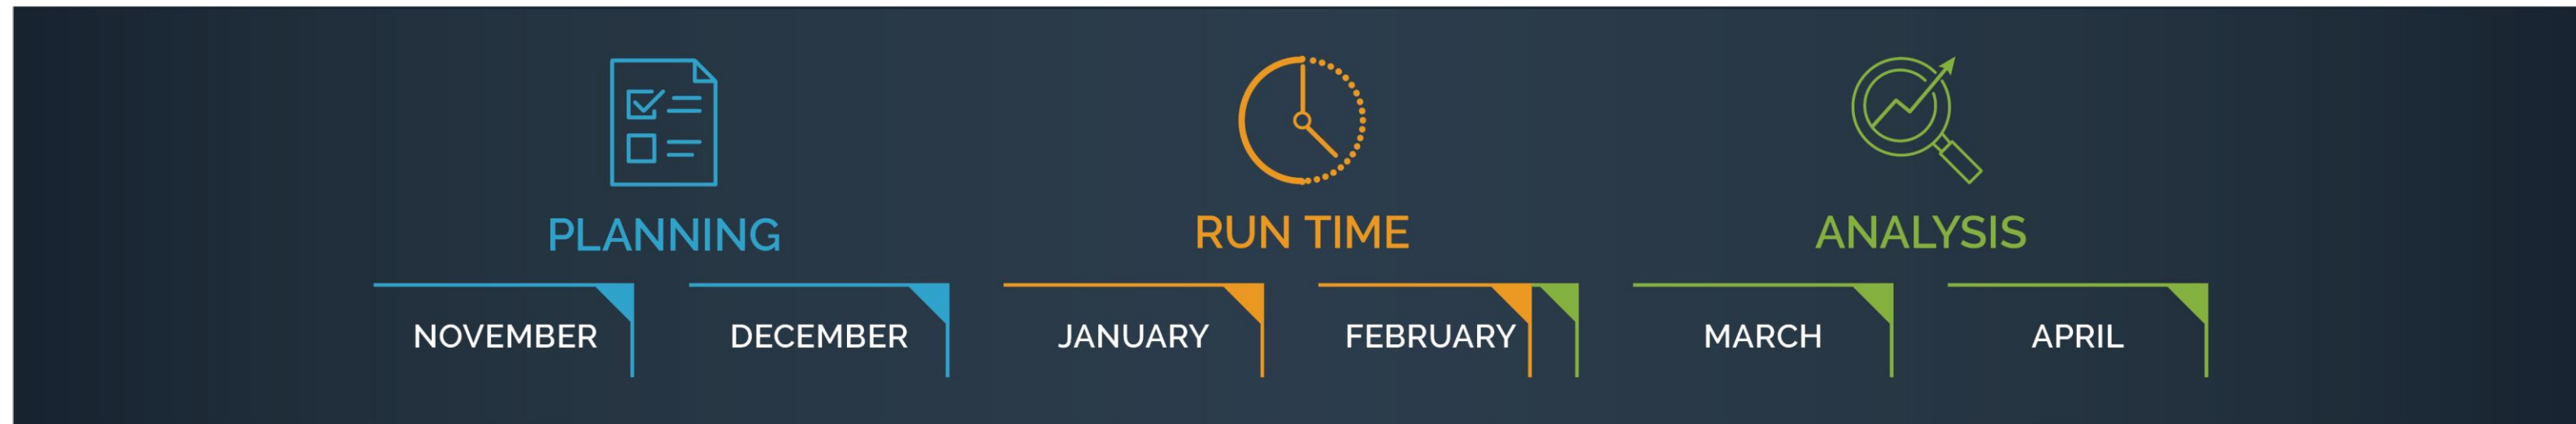 PLANNING
RUN TIME
ANALYSIS
NOVEMBER
DECEMBER
JANUARY
FEBRUARY
MARCH
APRIL